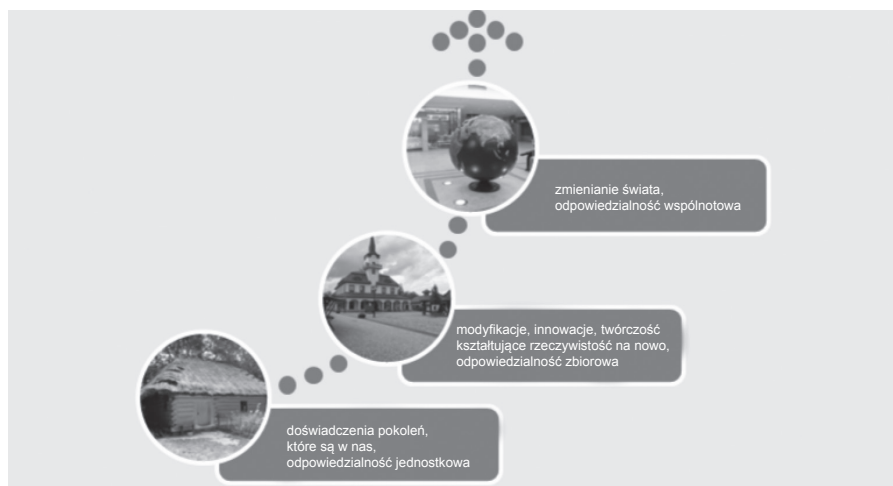 zmienianie świata,
odpowiedzialność wspólnotowa
modyfikacje, innowacje, twórczość
kształtujące rzeczywistość na nowo,
odpowiedzialność zbiorowa
doświadczenia pokoleń,
które są w nas,
odpowiedzialność jednostkowa